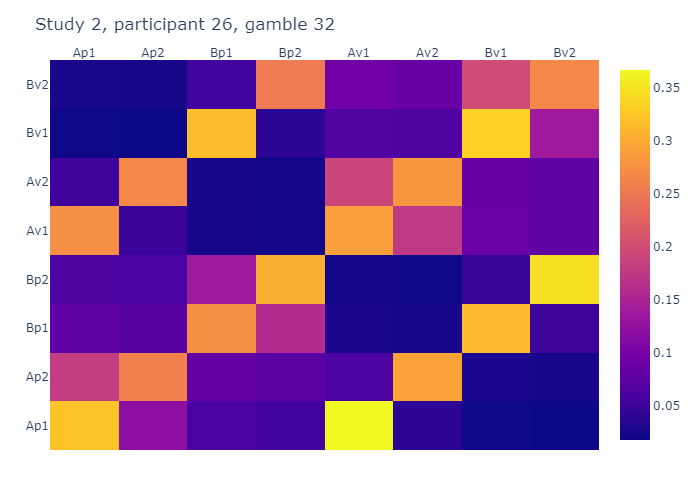 Study 2, participant 26, gamble 32
Ap1 Ap2 Bp1 Bp2 Av1 Av2 Bv1 Bv2
Bv2
Bv1
Av2
Av1
Bp2
Bp1
Ap2
Ap1
0.35
0.3
0.25
0.2
0.15
0.1
0.05